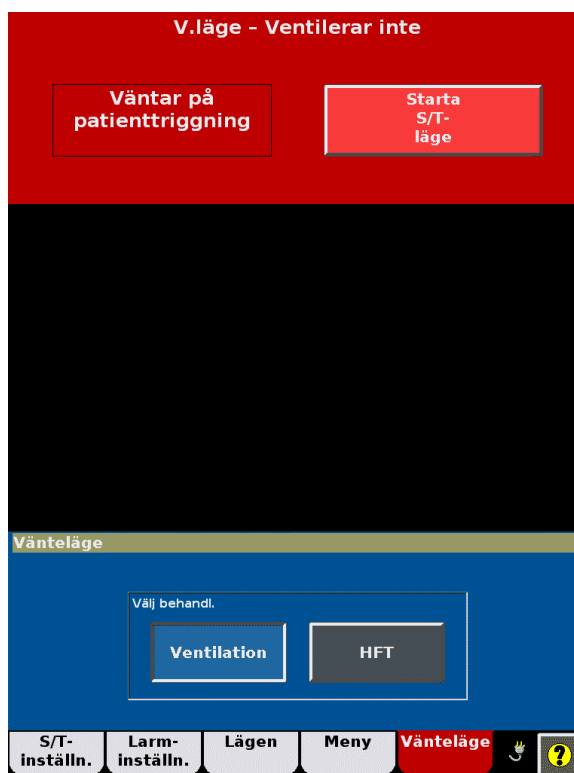 V.läge – Ventilerar inte
Väntar på
patienttriggning
Starta
S/T-
läge
Vänteläge
Välj behandl.
Ventilation
HFT
S/T-
inställn.
Larm-
inställn.
Lägen
Meny
Vänteläge
?